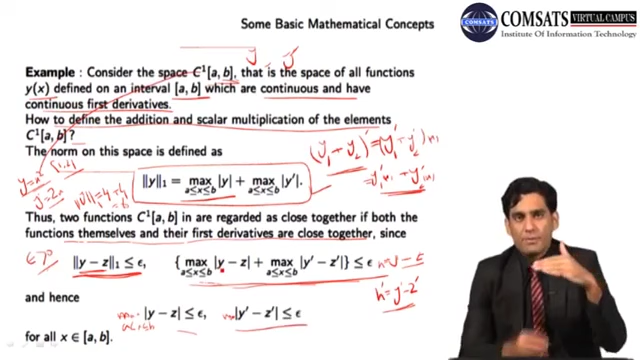 Some Basic Mathematical Concepts
COMSATS VIRTUAL CAMPUS
Institute Of Information Technology
y y'
Example : Consider the space C¹[a, b], that is the space of all functions
y(x) defined on an interval [a, b] which are continuous and have
continuous first derivatives.
How to define the addition and scalar multiplication of the elements
C¹[a, b]?
The norm on this space is defined as
y=x²
y'=2x
‖y‖₁ = max a≤x≤b |y| + max a≤x≤b |y'|.
Thus, two functions C¹[a, b] in are regarded as close together if both the
functions themselves and their first derivatives are close together, since
‖y − z‖₁ ≤ ϵ, { max a≤x≤b |y − z| + max a≤x≤b |y' − z'|} ≤ ϵ
h'=y'-z'
and hence
|y − z| ≤ ϵ, |y' − z'| ≤ ϵ
for all x ∈ [a, b].